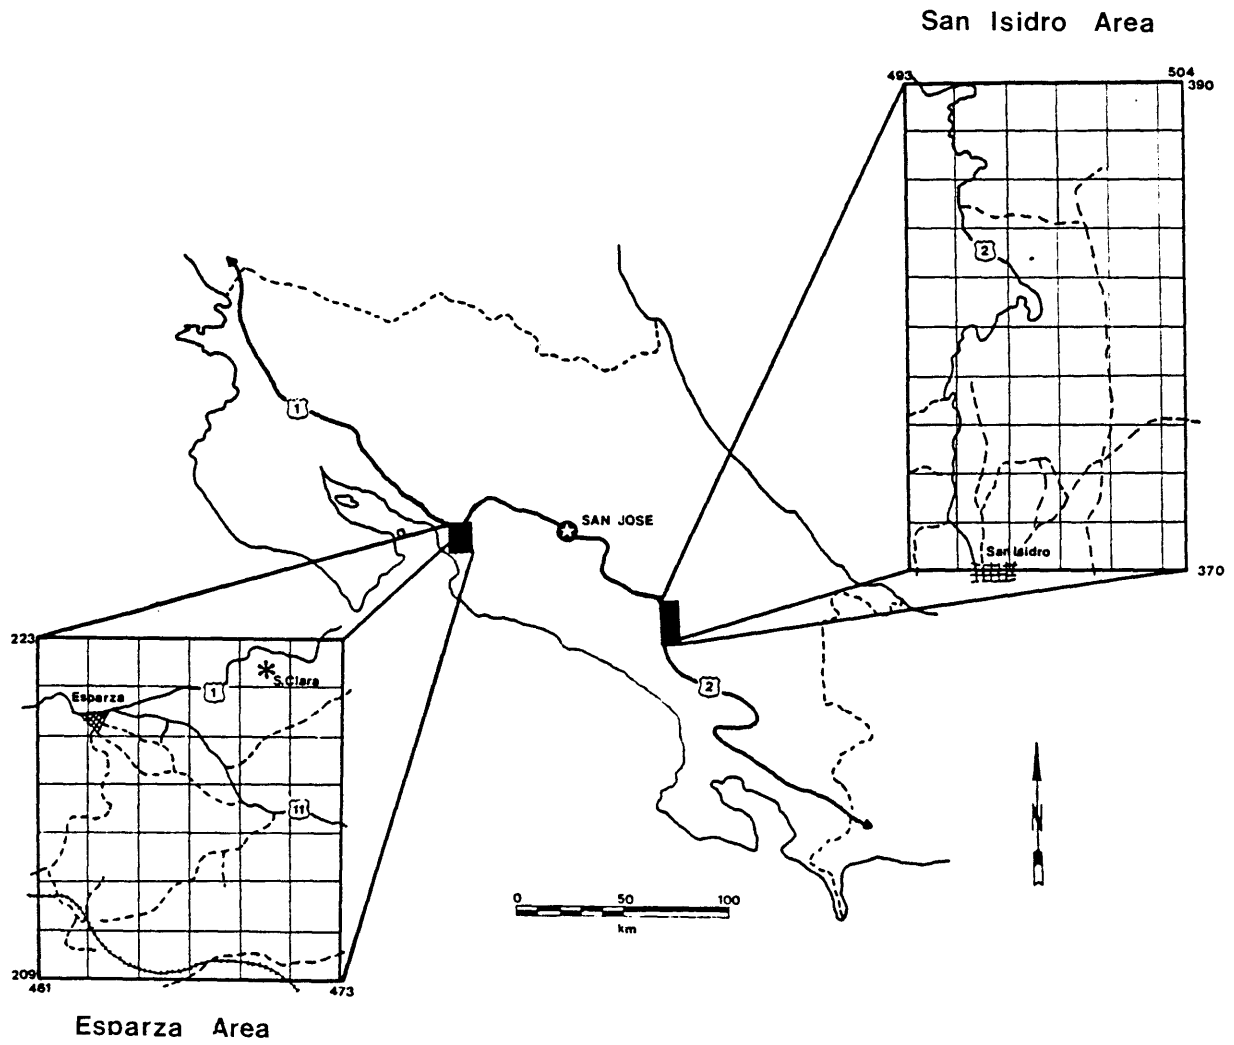 San Isidro Area
493
504
390
2
1
SAN JOSE
San Isidro
370
223
1
S.Clara
Esparza
2
11
N
0 50 100
km
209
461
473
Esparza Area